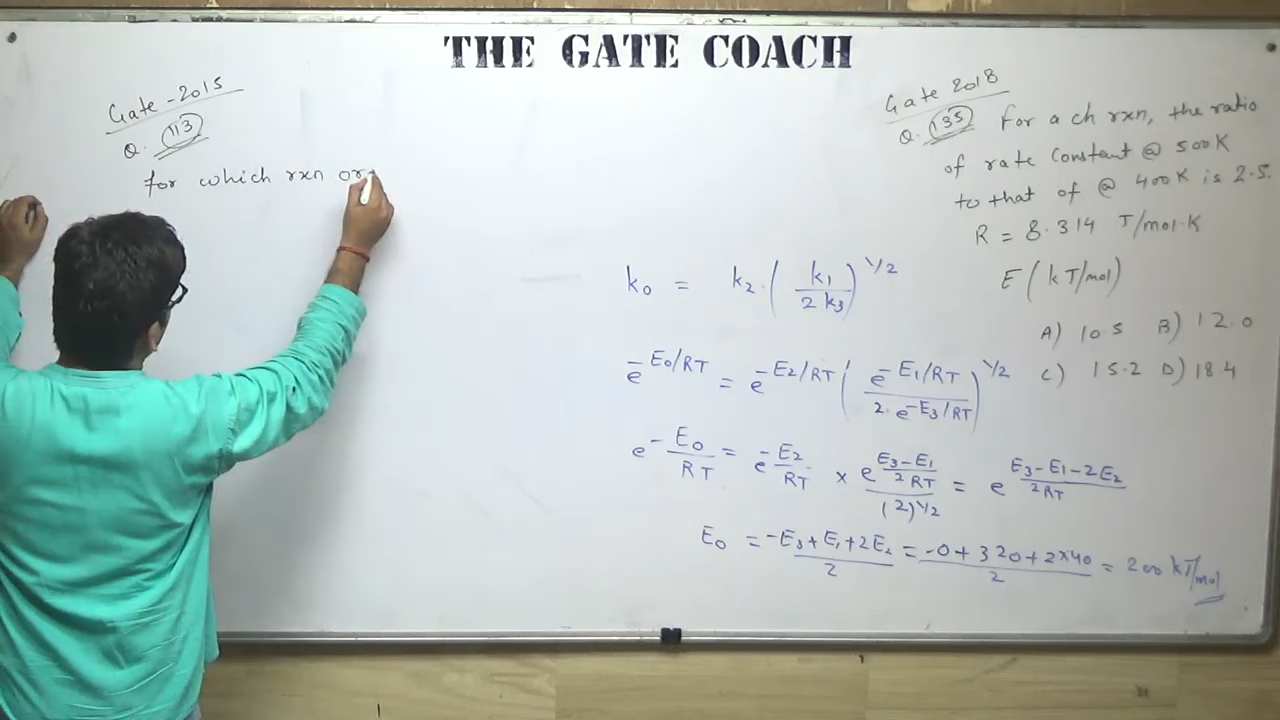 THE GATE COACH
Gate -2015
Q. 113
for which rxn or
Gate 2018
Q. 135 For a ch rxn, the ratio
of rate constant @ 500K
to that of @ 400K is 2.5.
R = 8.314 J/mol.K
E (kJ/mol)
A) 10 5 B) 12.0
C) 15.2 D) 18 4
k0 = k2.(k1/2k3)^1/2
e^-E0/RT = e^-E2/RT (e^-E1/RT / 2.e^-E3/RT)^1/2
e^-E0/RT = e^-E2/RT × e^(E3-E1/2RT) / (2)^1/2 = e^(E3-E1-2E2/2RT)
E0 = -E3+E1+2E2/2 = -0+320+2×40/2 = 200 kJ/mol